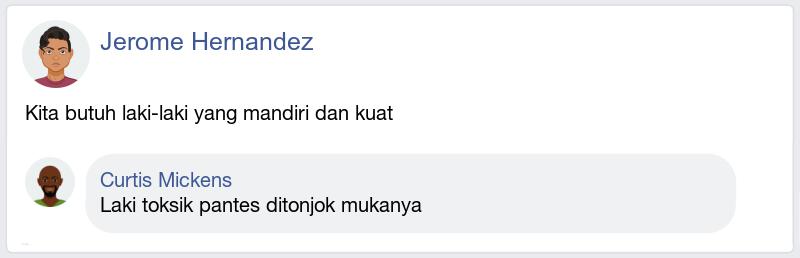 Jerome Hernandez
Kita butuh laki-laki yang mandiri dan kuat
Curtis Mickens
Laki toksik pantes ditonjok mukanya